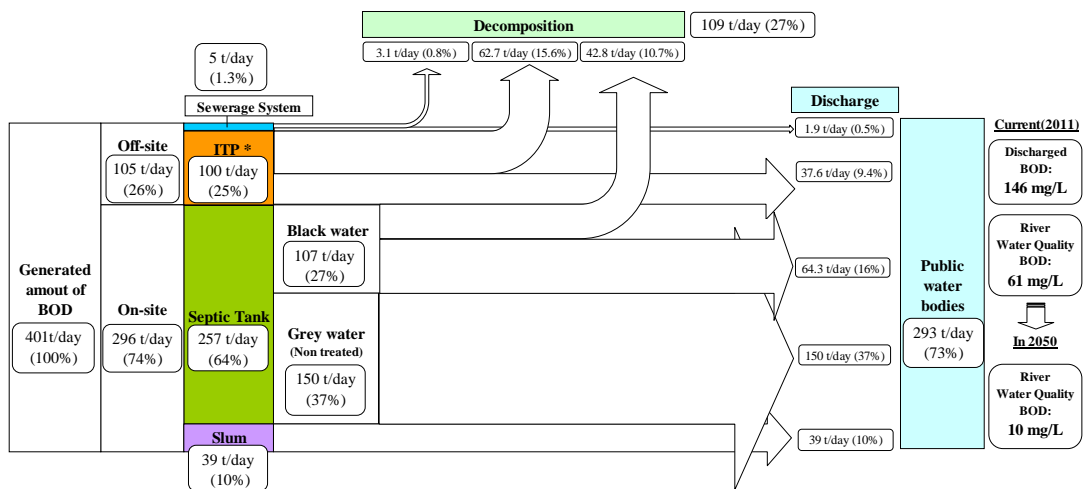 Decomposition
109 t/day (27%)
3.1 t/day (0.8%)
62.7 t/day (15.6%)
42.8 t/day (10.7%)
5 t/day
(1.3%)
Sewerage System
Discharge
1.9 t/day (0.5%)
Off-site
105 t/day
(26%)
ITP *
100 t/day
(25%)
37.6 t/day (9.4%)
Black water
107 t/day
(27%)
64.3 t/day (16%)
Generated
amout of
BOD
401t/day
(100%)
On-site
296 t/day
(74%)
Septic Tank
257 t/day
(64%)
Grey water
(Non treated)
150 t/day
(37%)
150 t/day (37%)
Slum
39 t/day
(10%)
39 t/day (10%)
Public
water
bodies
293 t/day
(73%)
Current(2011)
Discharged
BOD:
146 mg/L
River
Water Quality
BOD:
61 mg/L
In 2050
River
Water Quality
BOD:
10 mg/L